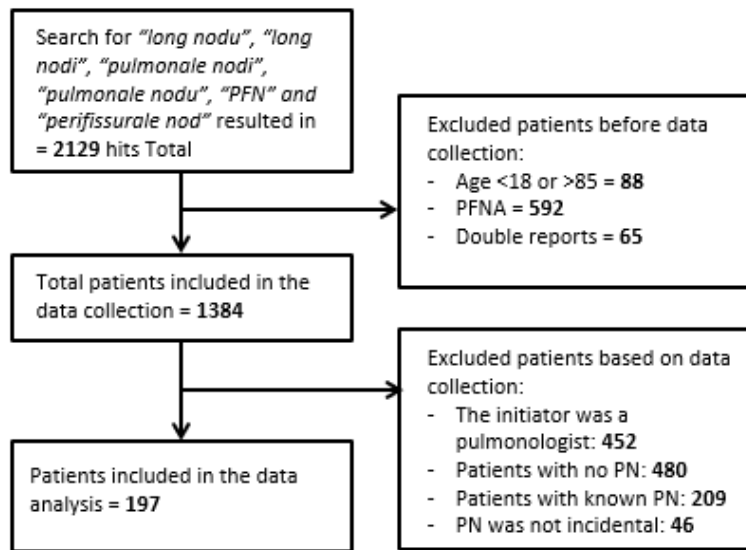 Search for "long nodu", "long
nodi", "pulmonale nodi",
"pulmonale nodu", "PFN" and
"perifissurale nod" resulted in
= 2129 hits Total
Excluded patients before data
collection:
- Age <18 or >85 = 88
- PFNA = 592
- Double reports = 65
Total patients included in the
data collection = 1384
Excluded patients based on data
collection:
- The initiator was a
pulmonologist: 452
- Patients with no PN: 480
- Patients with known PN: 209
- PN was not incidental: 46
Patients included in the data
analysis = 197